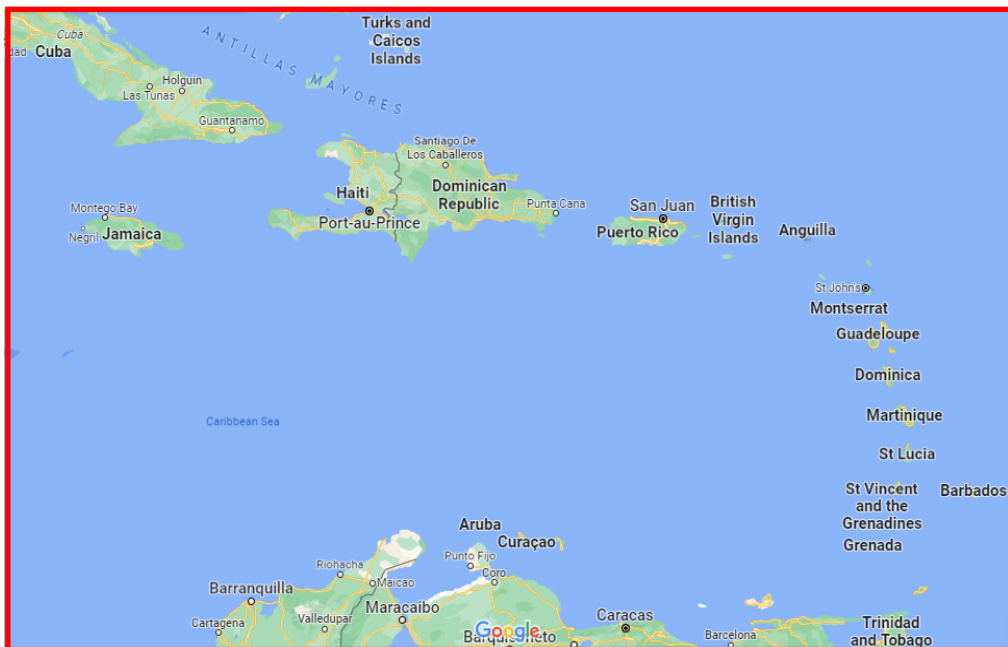 Turks and
Caicos
Islands
Cuba
Cuba
dad
ANTILLAS MAYORES
Holguin
Las Tunas
Guantanamo
Santiago De
Los Caballeros
Haiti
Dominican
Republic
Port-au-Prince
Punta Cana
San Juan
Puerto Rico
British
Virgin
Islands
Anguilla
Montego Bay
Negril
Jamaica
St John's
Montserrat
Guadeloupe
Dominica
Martinique
Caribbean Sea
St Lucia
St Vincent
and the
Grenadines
Barbados
Grenada
Aruba
Curaçao
Punto Fijo
Coro
Riohacha
Maicao
Barranquilla
Maracaibo
Cartagena
Valledupar
Google
Caracas
Barcelona
Trinidad
and Tobago